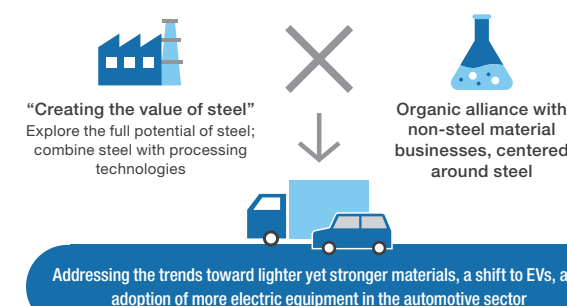 “Creating the value of steel”
Explore the full potential of steel;
combine steel with processing
technologies
Organic alliance with
non-steel material
businesses, centered
around steel
Addressing the trends toward lighter yet stronger materials, a shift to EVs,
adoption of more electric equipment in the automotive sector